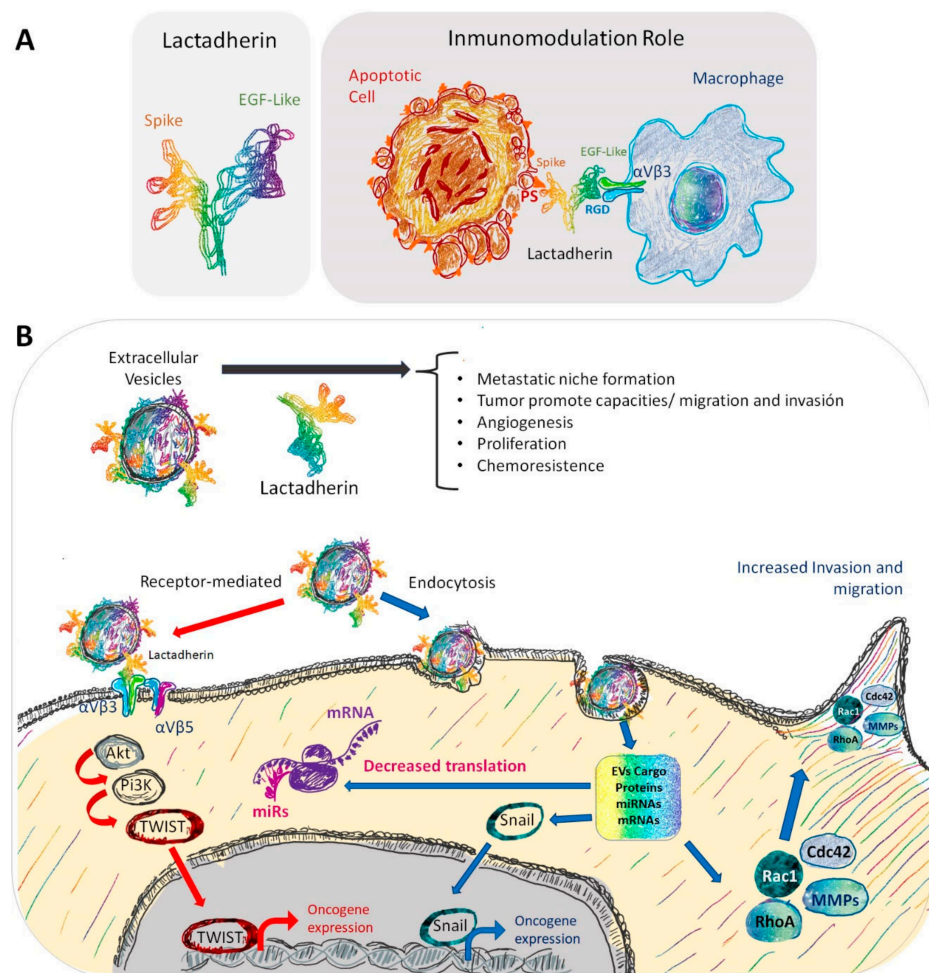 A
Lactadherin
Spike
EGF-Like
Inmunomodulation Role
Apoptotic
Cell
Macrophage
Spike
EGF-Like
αVβ3
PS
RGD
Lactadherin
B
Extracellular
Vesicles
Lactadherin
• Metastatic niche formation
• Tumor promote capacities/ migration and invasión
• Angiogenesis
• Proliferation
• Chemoresistence
Receptor-mediated
Endocytosis
Increased Invasion and
migration
Lactadherin
αVβ3
αVβ5
Akt
Pi3K
TWIST
mRNA
miRs
Decreased translation
EVs Cargo
Proteins
miRNAs
mRNAs
Snail
Cdc42
Rac1
MMPs
RhoA
Cdc42
Rac1
MMPs
RhoA
TWIST
Oncogene
expression
Snail
Oncogene
expression